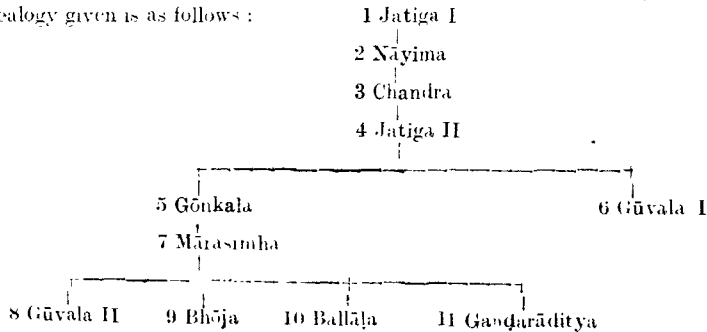 ealogy given is as follows : 1 Jatiga I
2 Nāyima
3 Chandra
4 Jatiga II
5 Gōnkala 6 Gūvala I
7 Mārasimha
8 Gūvala II 9 Bhōja 10 Ballāḷa 11 Gaṇḍarāditya